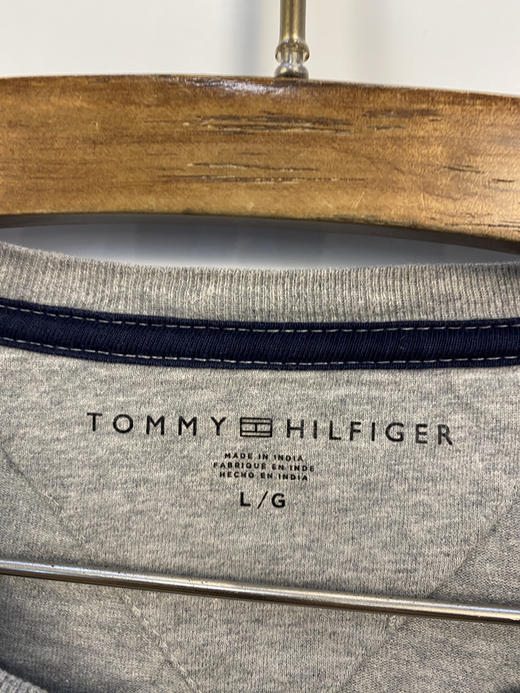 TOMMY HILFIGER
MADE IN INDIA
FABRIQUE EN INDE
HECHO EN INDIA
L/G